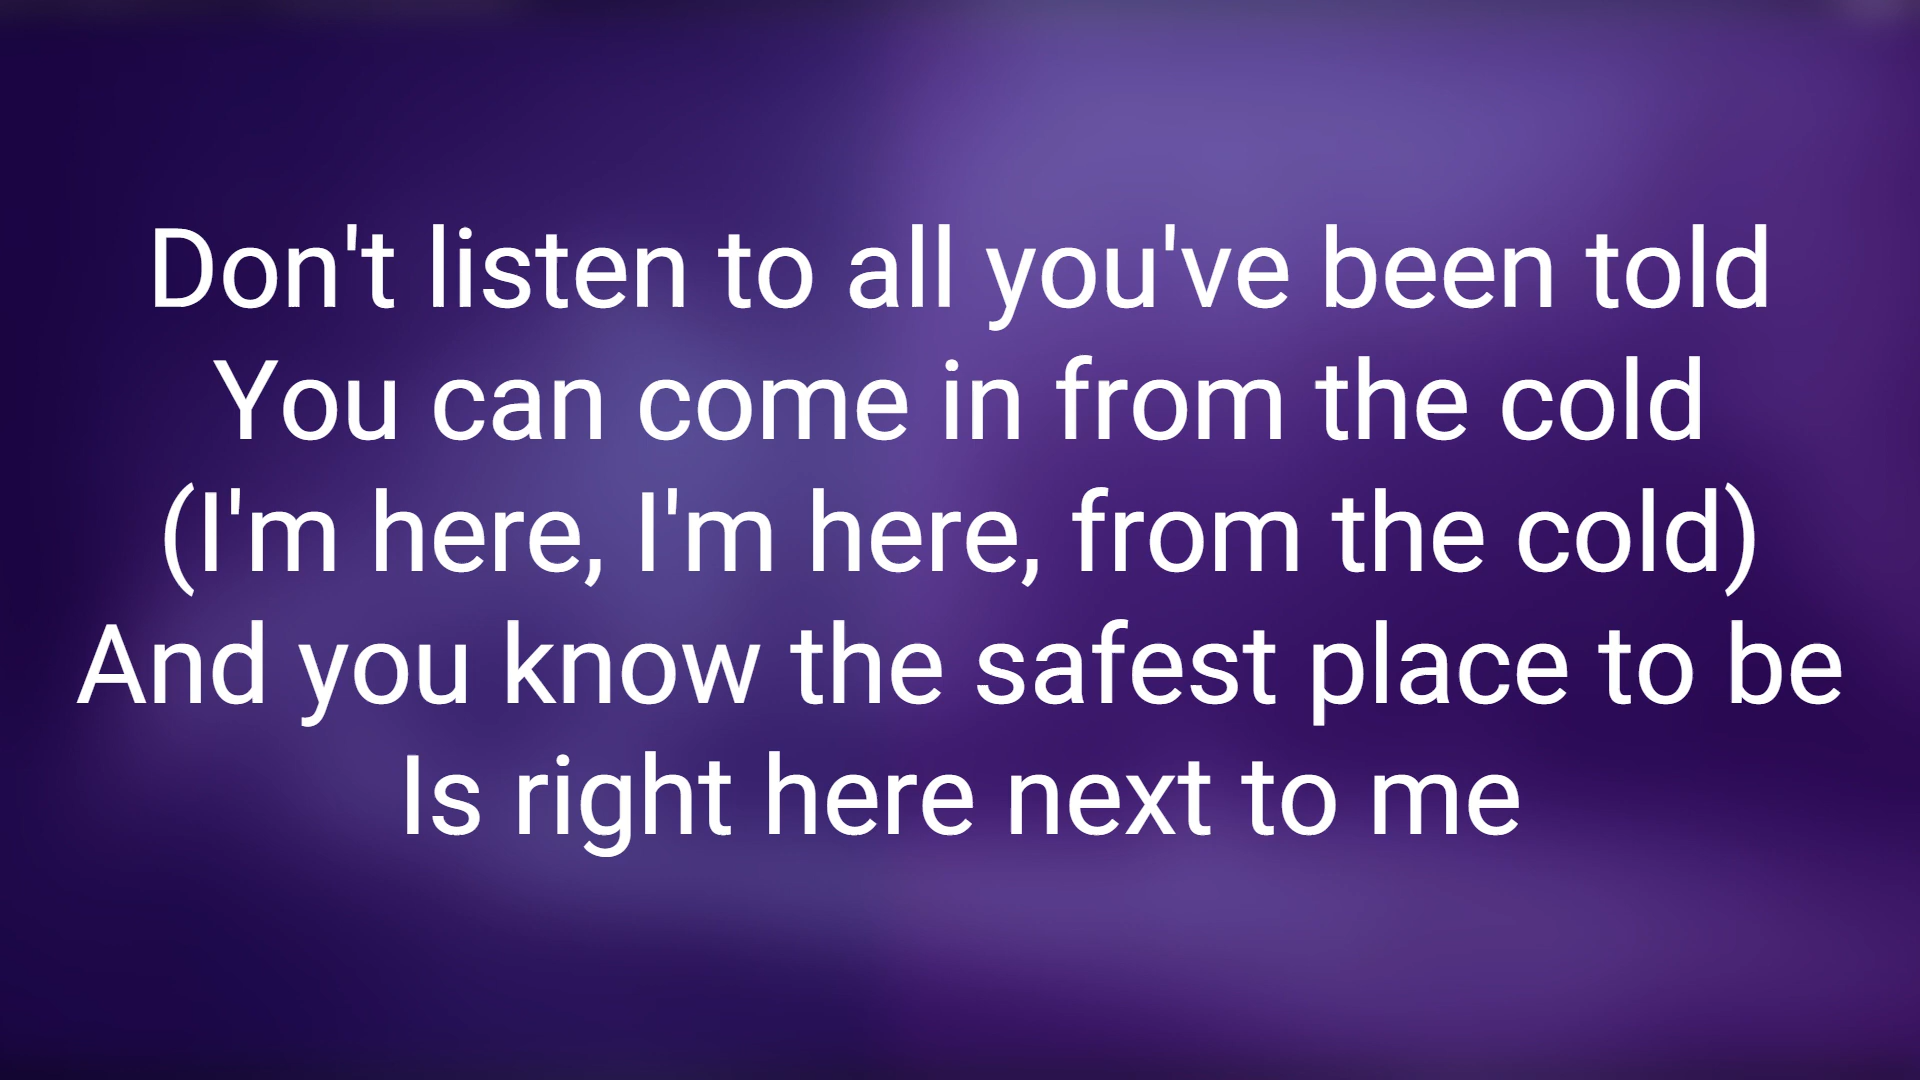 Don't listen to all you've been told
You can come in from the cold
(I'm here, I'm here, from the cold)
And you know the safest place to be
Is right here next to me